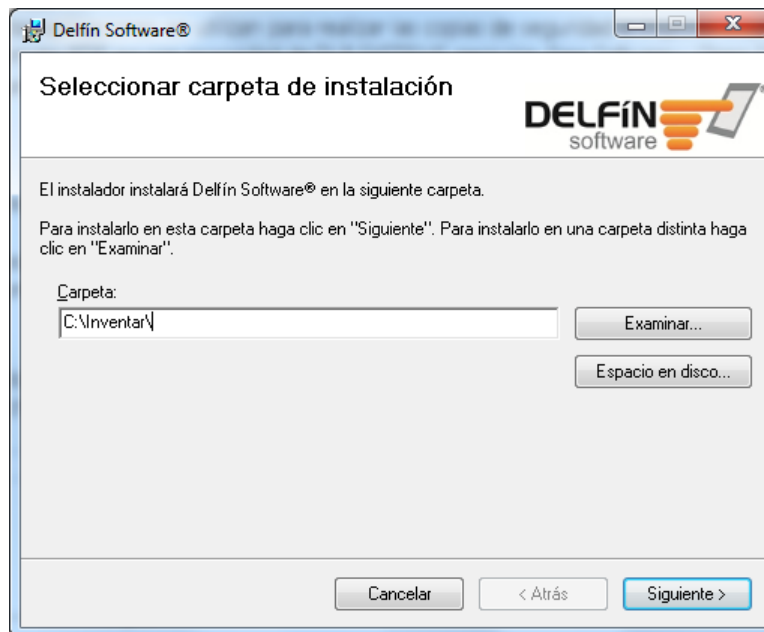 Delfín Software®
Seleccionar carpeta de instalación
DELFíN
software
®
El instalador instalará Delfín Software® en la siguiente carpeta.
Para instalarlo en esta carpeta haga clic en "Siguiente". Para instalarlo en una carpeta distinta haga
clic en "Examinar".
Carpeta:
C:\Inventar\
Examinar...
Espacio en disco...
Cancelar
< Atrás
Siguiente >